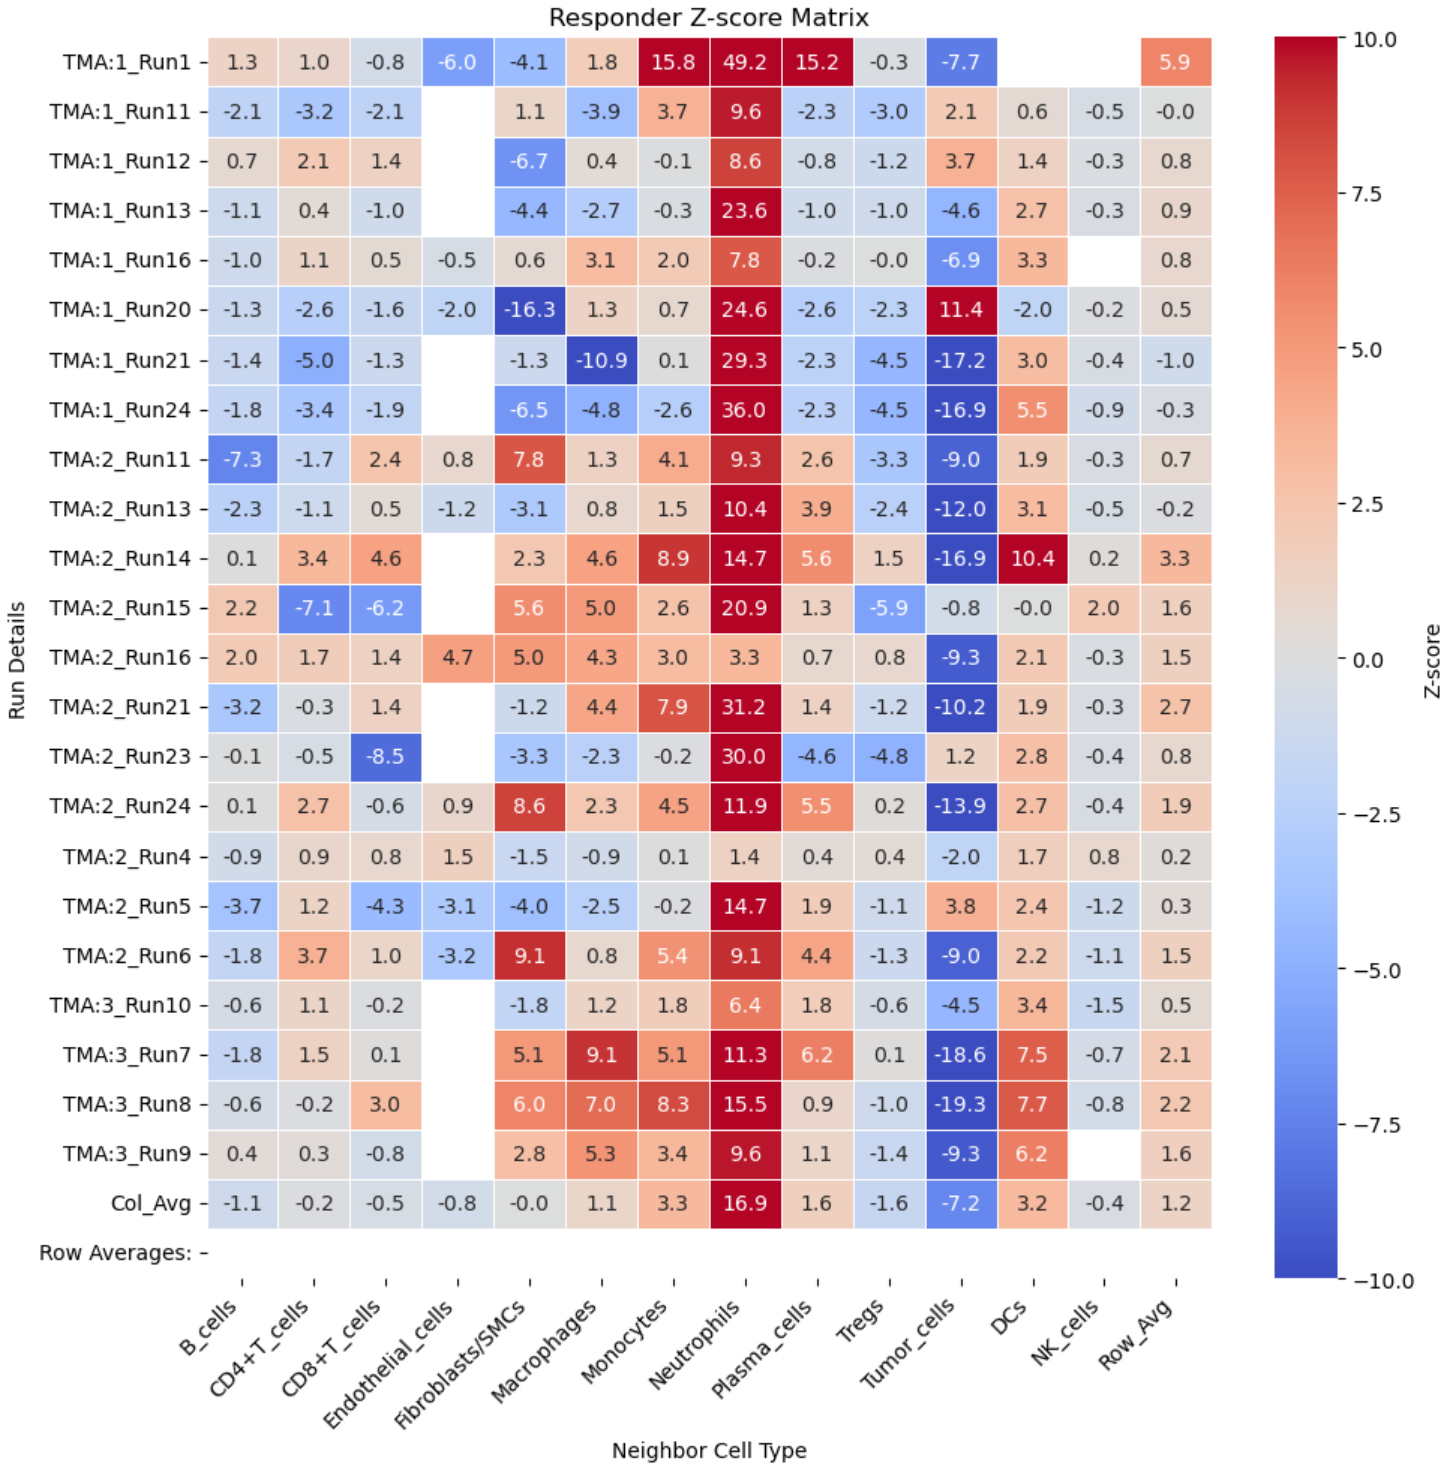 Responder Z-score Matrix
TMA:1_Run1 1.3 1.0 -0.8 -6.0 -4.1 1.8 15.8 49.2 15.2 -0.3 -7.7 5.9
TMA:1_Run11 -2.1 -3.2 -2.1 1.1 -3.9 3.7 9.6 -2.3 -3.0 2.1 0.6 -0.5 -0.0
TMA:1_Run12 0.7 2.1 1.4 -6.7 0.4 -0.1 8.6 -0.8 -1.2 3.7 1.4 -0.3 0.8
TMA:1_Run13 -1.1 0.4 -1.0 -4.4 -2.7 -0.3 23.6 -1.0 -1.0 -4.6 2.7 -0.3 0.9
TMA:1_Run16 -1.0 1.1 0.5 -0.5 0.6 3.1 2.0 7.8 -0.2 -0.0 -6.9 3.3 0.8
TMA:1_Run20 -1.3 -2.6 -1.6 -2.0 -16.3 1.3 0.7 24.6 -2.6 -2.3 11.4 -2.0 -0.2 0.5
TMA:1_Run21 -1.4 -5.0 -1.3 -1.3 -10.9 0.1 29.3 -2.3 -4.5 -17.2 3.0 -0.4 -1.0
TMA:1_Run24 -1.8 -3.4 -1.9 -6.5 -4.8 -2.6 36.0 -2.3 -4.5 -16.9 5.5 -0.9 -0.3
TMA:2_Run11 -7.3 -1.7 2.4 0.8 7.8 1.3 4.1 9.3 2.6 -3.3 -9.0 1.9 -0.3 0.7
TMA:2_Run13 -2.3 -1.1 0.5 -1.2 -3.1 0.8 1.5 10.4 3.9 -2.4 -12.0 3.1 -0.5 -0.2
TMA:2_Run14 0.1 3.4 4.6 2.3 4.6 8.9 14.7 5.6 1.5 -16.9 10.4 0.2 3.3
TMA:2_Run15 2.2 -7.1 -6.2 5.6 5.0 2.6 20.9 1.3 -5.9 -0.8 -0.0 2.0 1.6
TMA:2_Run16 2.0 1.7 1.4 4.7 5.0 4.3 3.0 3.3 0.7 0.8 -9.3 2.1 -0.3 1.5
TMA:2_Run21 -3.2 -0.3 1.4 -1.2 4.4 7.9 31.2 1.4 -1.2 -10.2 1.9 -0.3 2.7
TMA:2_Run23 -0.1 -0.5 -8.5 -3.3 -2.3 -0.2 30.0 -4.6 -4.8 1.2 2.8 -0.4 0.8
TMA:2_Run24 0.1 2.7 -0.6 0.9 8.6 2.3 4.5 11.9 5.5 0.2 -13.9 2.7 -0.4 1.9
TMA:2_Run4 -0.9 0.9 0.8 1.5 -1.5 -0.9 0.1 1.4 0.4 0.4 -2.0 1.7 0.8 0.2
TMA:2_Run5 -3.7 1.2 -4.3 -3.1 -4.0 -2.5 -0.2 14.7 1.9 -1.1 3.8 2.4 -1.2 0.3
TMA:2_Run6 -1.8 3.7 1.0 -3.2 9.1 0.8 5.4 9.1 4.4 -1.3 -9.0 2.2 -1.1 1.5
TMA:3_Run10 -0.6 1.1 -0.2 -1.8 1.2 1.8 6.4 1.8 -0.6 -4.5 3.4 -1.5 0.5
TMA:3_Run7 -1.8 1.5 0.1 5.1 9.1 5.1 11.3 6.2 0.1 -18.6 7.5 -0.7 2.1
TMA:3_Run8 -0.6 -0.2 3.0 6.0 7.0 8.3 15.5 0.9 -1.0 -19.3 7.7 -0.8 2.2
TMA:3_Run9 0.4 0.3 -0.8 2.8 5.3 3.4 9.6 1.1 -1.4 -9.3 6.2 1.6
Col_Avg -1.1 -0.2 -0.5 -0.8 -0.0 1.1 3.3 16.9 1.6 -1.6 -7.2 3.2 -0.4 1.2
Row Averages:
Run Details
B_cells CD4+T_cells CD8+T_cells Endothelial_cells Fibroblasts/SMCs Macrophages Monocytes Neutrophils Plasma_cells Tregs Tumor_cells DCs NK_cells Row_Avg
Neighbor Cell Type
10.0
7.5
5.0
2.5
0.0
−2.5
−5.0
−7.5
−10.0
Z-score